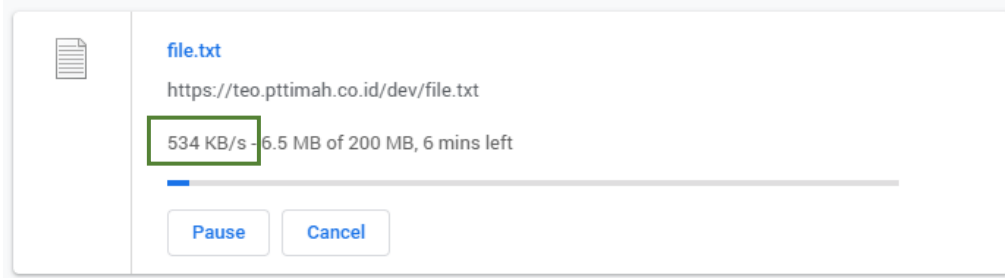 file.txt
https://teo.pttimah.co.id/dev/file.txt
534 KB/s - 6.5 MB of 200 MB, 6 mins left
Pause Cancel